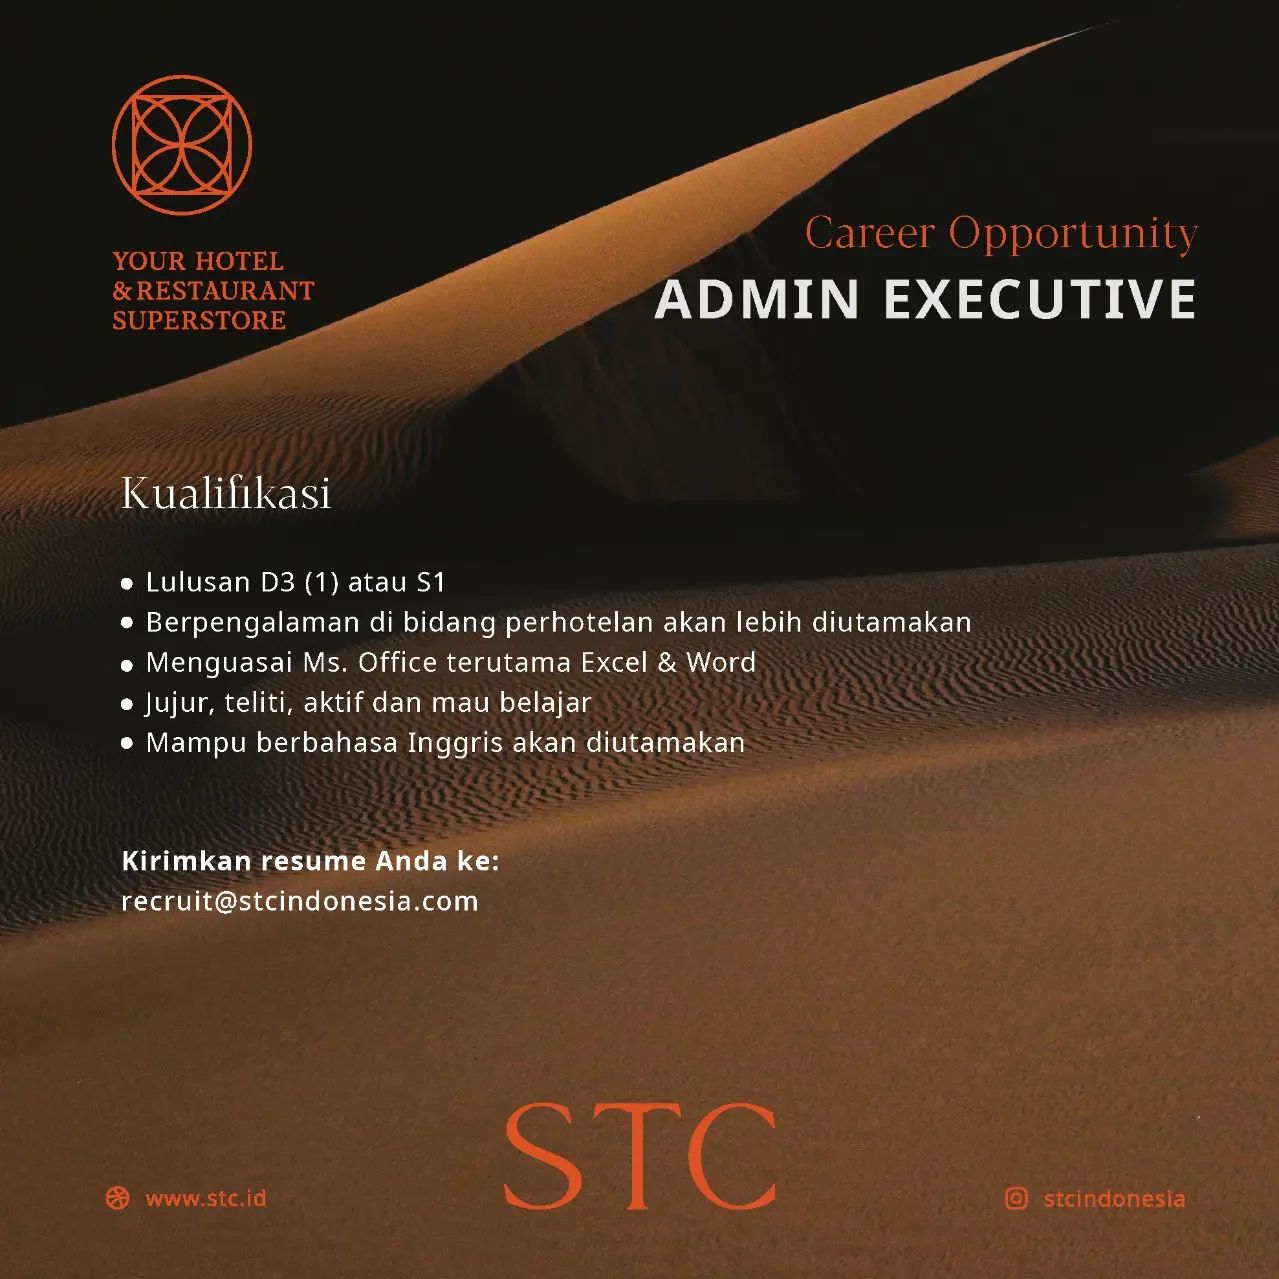 YOUR HOTEL
& RESTAURANT
SUPERSTORE
Career Opportunity
ADMIN EXECUTIVE
Kualifikasi
• Lulusan D3 (1) atau S1
• Berpengalaman di bidang perhotelan akan lebih diutamakan
• Menguasai Ms. Office terutama Excel & Word
• Jujur, teliti, aktif dan mau belajar
• Mampu berbahasa Inggris akan diutamakan
Kirimkan resume Anda ke:
recruit@stcindonesia.com
STC
www.stc.id
stcindonesia